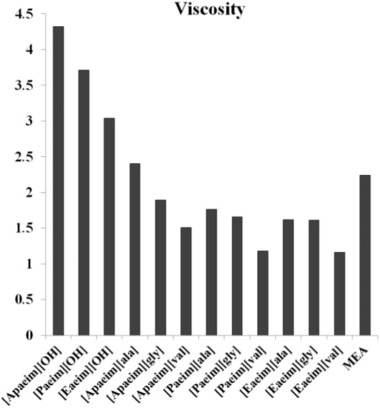 Viscosity
4.5
4
3.5
3
2.5
2
1.5
1
0.5
0
[Apaeim][OH]
[Paeim][OH]
[Eaeim][OH]
[Apaeim][ala]
[Apaeim][gly]
[Apaeim][val]
[Paeim][ala]
[Paeim][gly]
[Paeim][val]
[Eaeim][ala]
[Eaeim][gly]
[Eaeim][val]
MEA